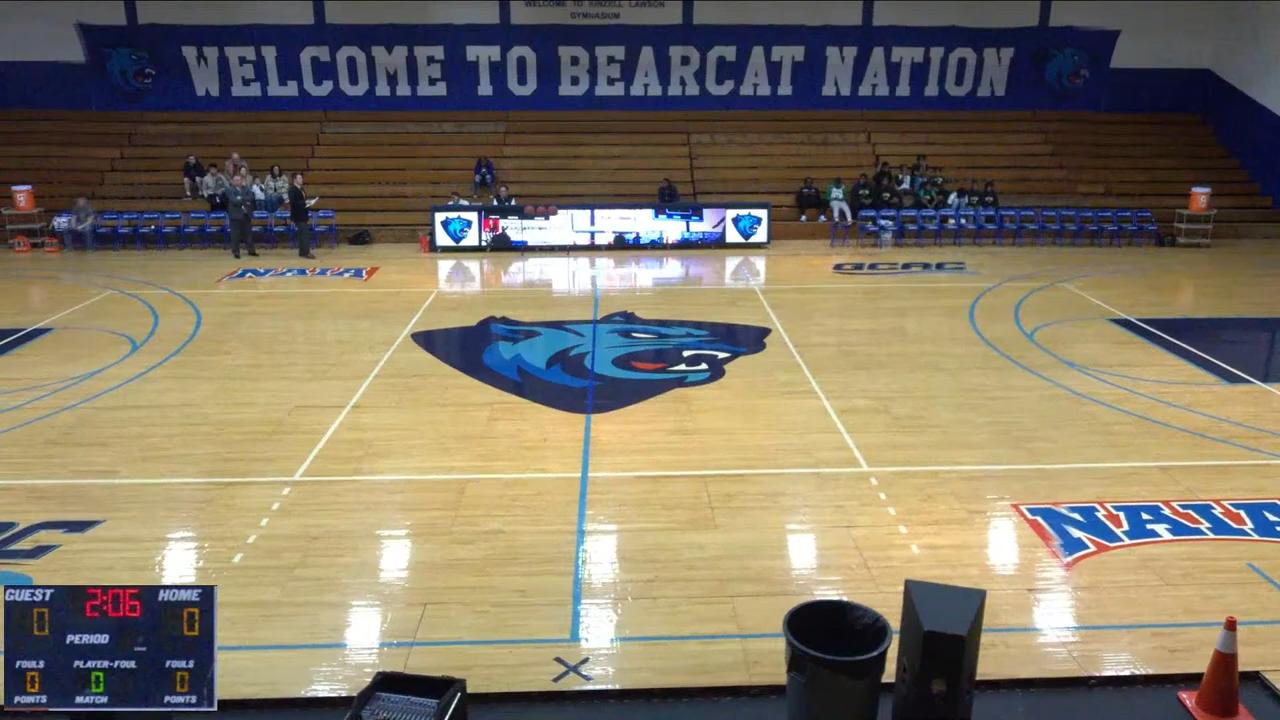 WELCOME TO KINZELL LAWSON
GYMNASIUM
WELCOME TO BEARCAT NATION
NAIA
GCAC
NAIA
GUEST 2:06 HOME
0 0
PERIOD
FOULS PLAYER-FOUL FOULS
0 0 0
POINTS MATCH POINTS